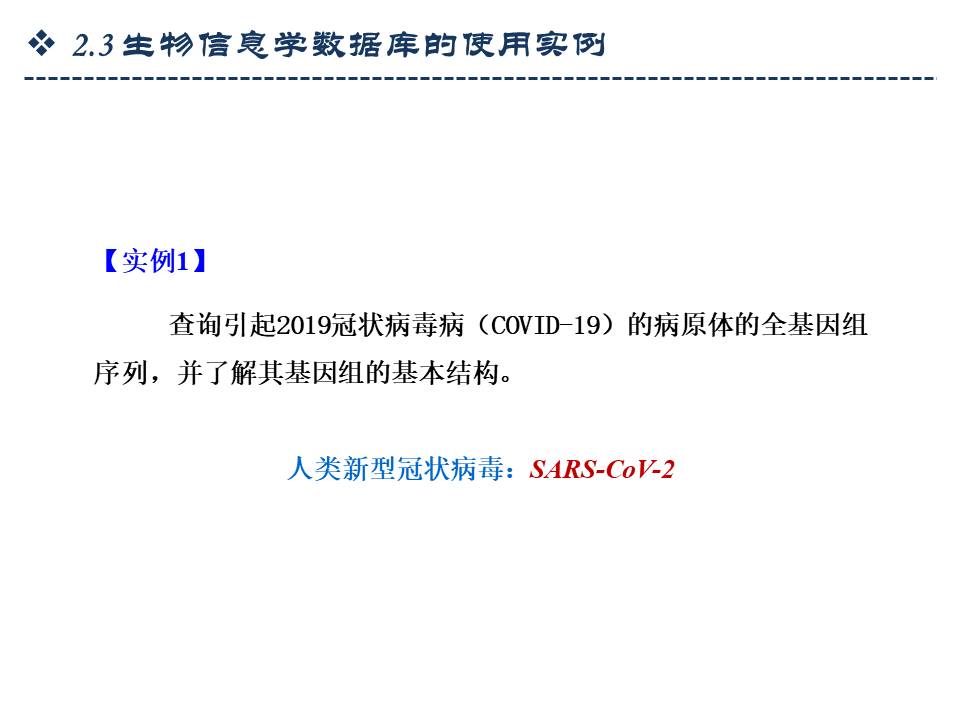 ❖ 2.3生物信息学数据库的使用实例
【实例1】
查询引起2019冠状病毒病（COVID-19）的病原体的全基因组
序列，并了解其基因组的基本结构。
人类新型冠状病毒：SARS-CoV-2